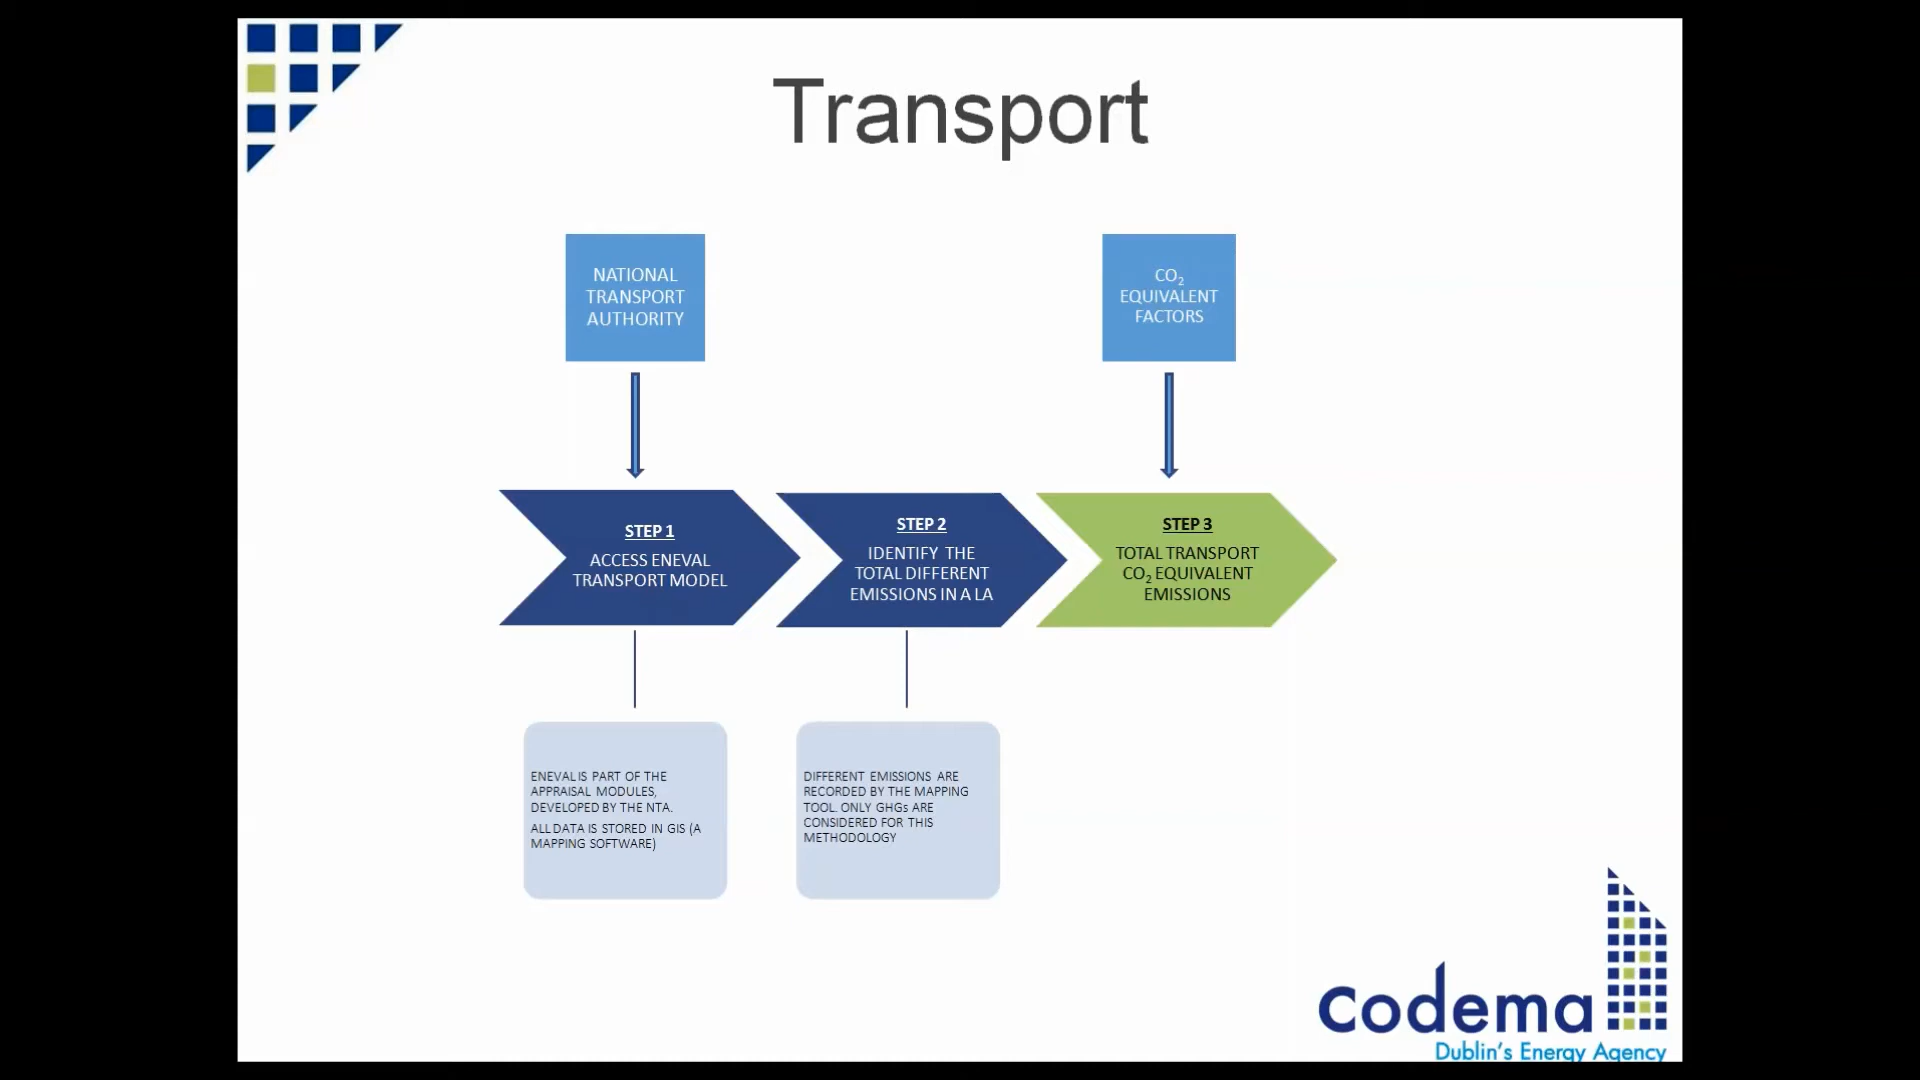 Transport
NATIONAL
TRANSPORT
AUTHORITY
CO₂
EQUIVALENT
FACTORS
STEP 1
ACCESS ENEVAL
TRANSPORT MODEL
STEP 2
IDENTIFY THE
TOTAL DIFFERENT
EMISSIONS IN A LA
STEP 3
TOTAL TRANSPORT
CO₂ EQUIVALENT
EMISSIONS
ENEVAL IS PART OF THE
APPRAISAL MODULES,
DEVELOPED BY THE NTA.
ALL DATA IS STORED IN GIS (A
MAPPING SOFTWARE)
DIFFERENT EMISSIONS ARE
RECORDED BY THE MAPPING
TOOL. ONLY GHGs ARE
CONSIDERED FOR THIS
METHODOLOGY
codema
Dublin's Energy Agency